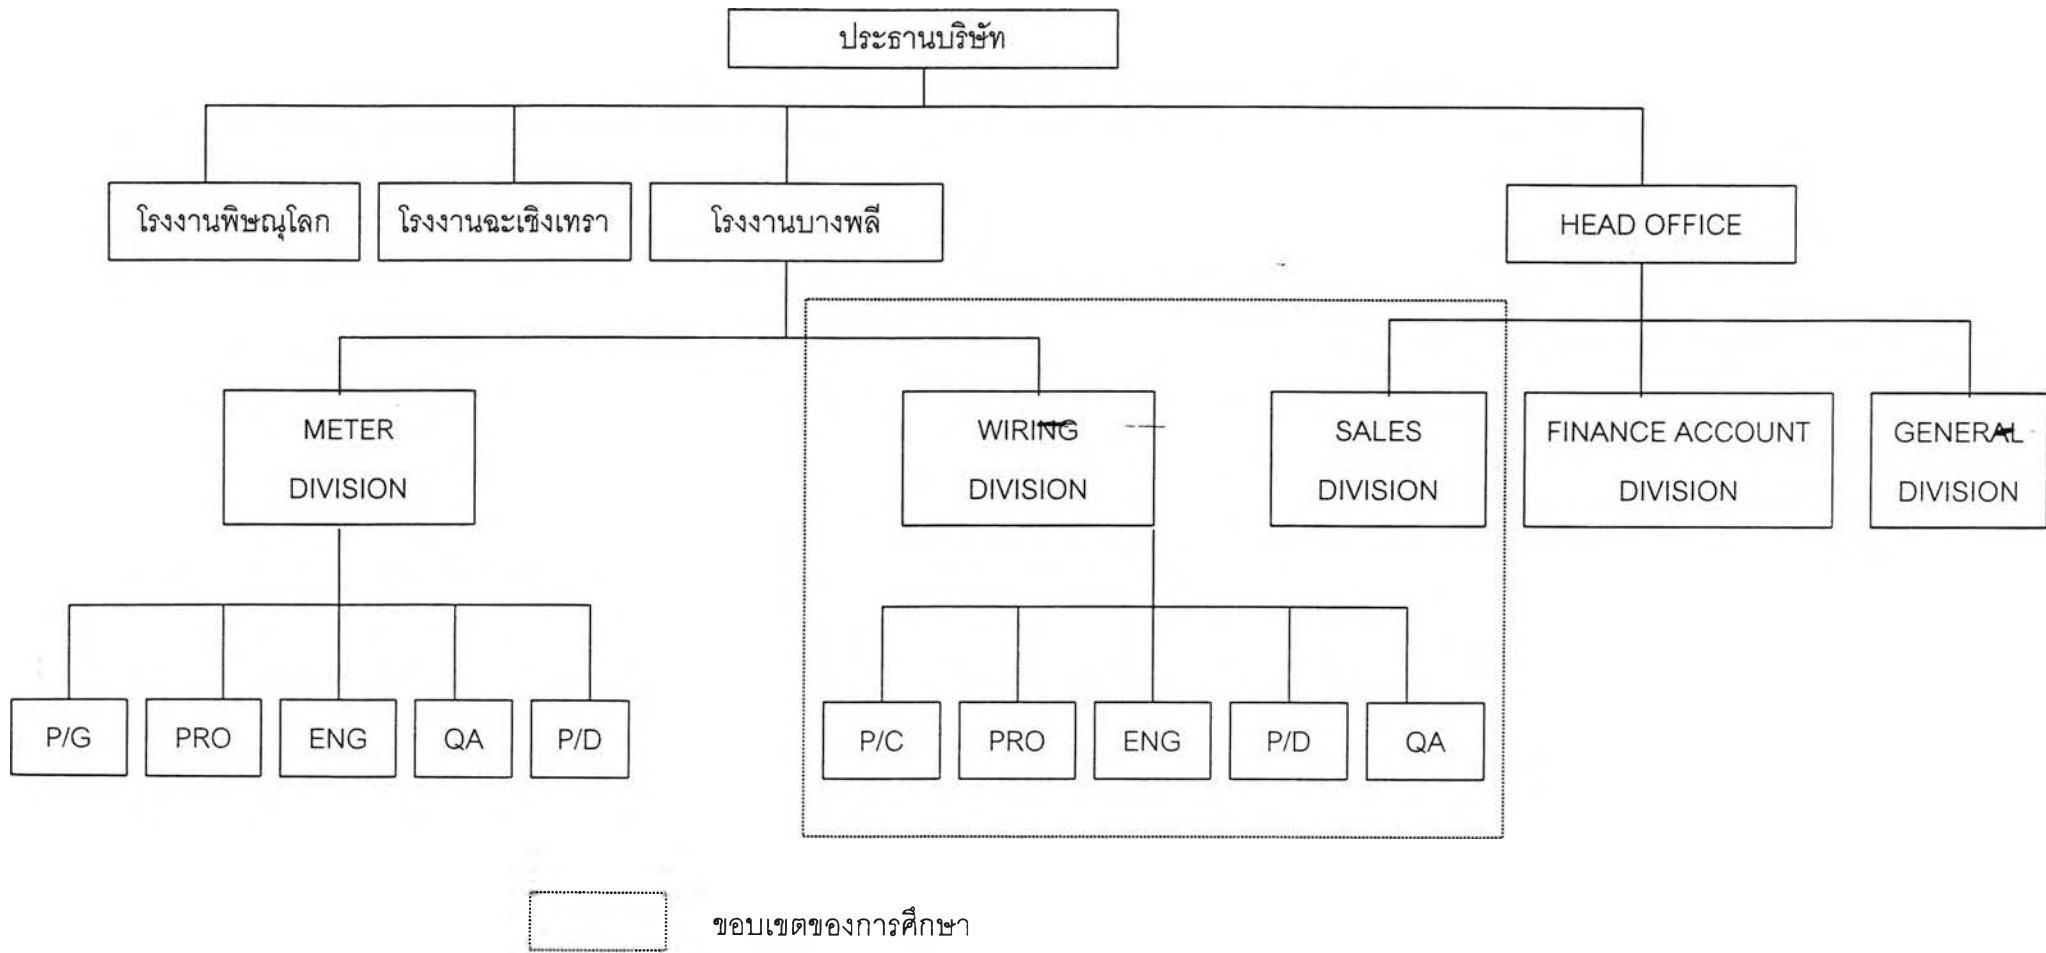 ประธานบริษัท
โรงงานพิษณุโลก
โรงงานฉะเชิงเทรา
โรงงานบางพลี
HEAD OFFICE
METER
DIVISION
WIRING
DIVISION
SALES
DIVISION
FINANCE ACCOUNT
DIVISION
GENERAL
DIVISION
P/G
PRO
ENG
QA
P/D
P/C
PRO
ENG
P/D
QA
ขอบเขตของการศึกษา